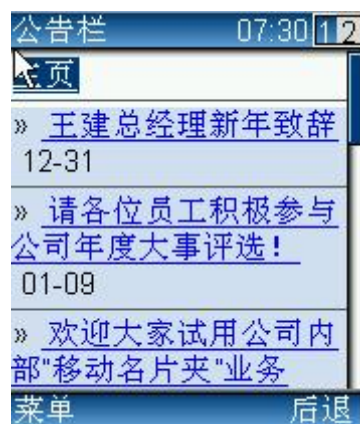 公告栏 07:30 1 2
主页
» 王建总经理新年致辞
12-31
» 请各位员工积极参与
公司年度大事评选！
01-09
» 欢迎大家试用公司内
部"移动名片夹"业务
菜单 后退